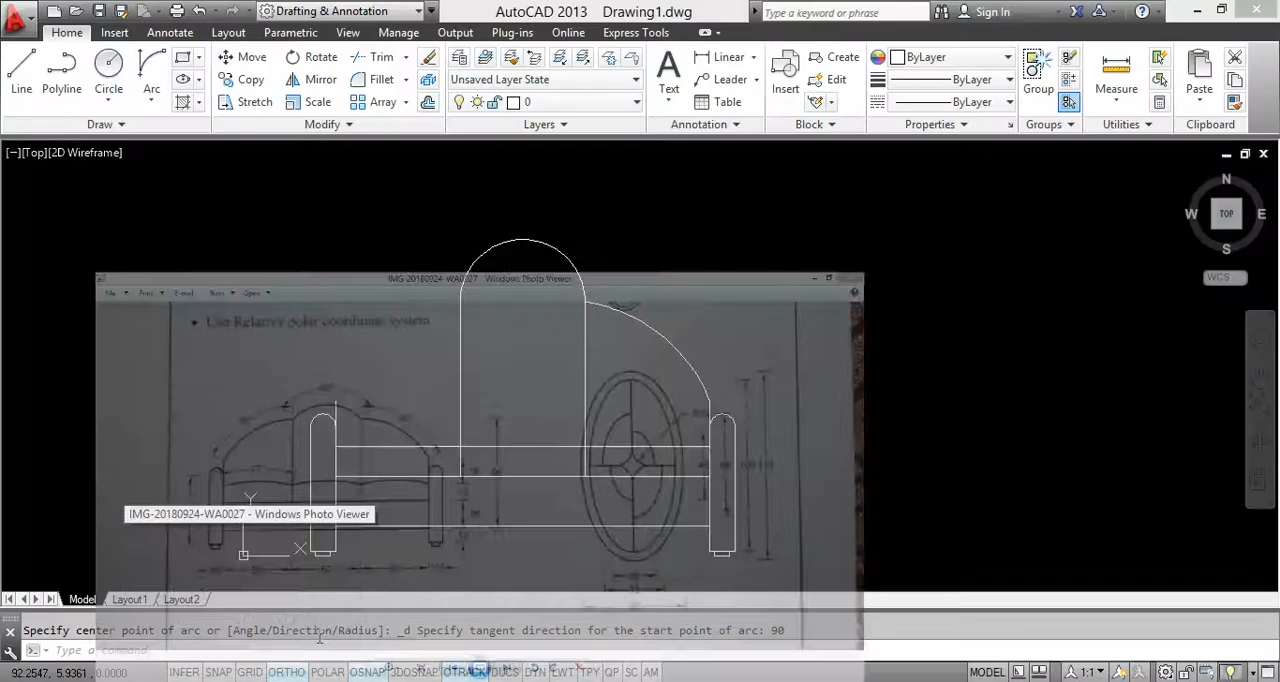 Drafting & Annotation
AutoCAD 2013 Drawing1.dwg
Type a keyword or phrase
Sign In
Home Insert Annotate Layout Parametric View Manage Output Plug-ins Online Express Tools
Move Rotate Trim
Linear
Create
ByLayer
Copy Mirror Fillet
Unsaved Layer State
Leader
Edit
ByLayer
Line Polyline Circle Arc
Text
Insert
Group Measure Paste
Stretch Scale Array
0
Table
ByLayer
Draw Modify Layers Annotation Block Properties Groups Utilities Clipboard
[−][Top][2D Wireframe]
N
W TOP E
S
WCS
IMG-20180924-WA0027 - Windows Photo Viewer
File Print E-mail Burn Open
Use Relative polar coordinate system
Y
IMG-20180924-WA0027 - Windows Photo Viewer
X
Model Layout1 Layout2
Specify center point of arc or [Angle/Direction/Radius]: _d Specify tangent direction for the start point of arc: 90
Type a command
92.2547, 5.9361, 0.0000
INFER SNAP GRID ORTHO POLAR OSNAP 3DOSNAP OTRACK DUCS DYN LWT TPY QP SC AM
MODEL
1:1